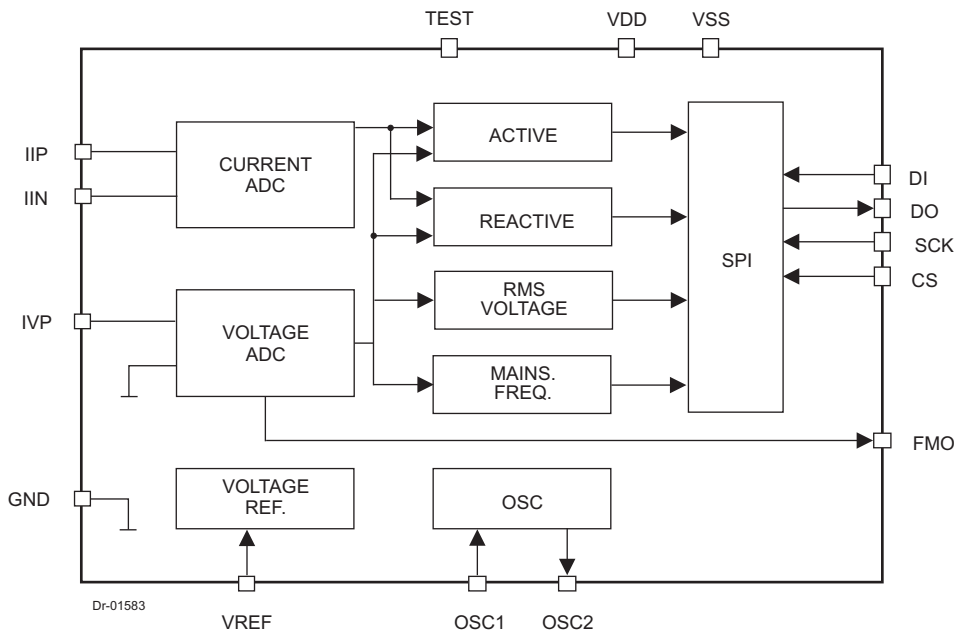 TEST
VDD
VSS
IIP
IIN
CURRENT
ADC
ACTIVE
REACTIVE
SPI
DI
DO
SCK
CS
IVP
VOLTAGE
ADC
RMS
VOLTAGE
MAINS.
FREQ.
FMO
GND
VOLTAGE
REF.
OSC
Dr-01583
VREF
OSC1
OSC2